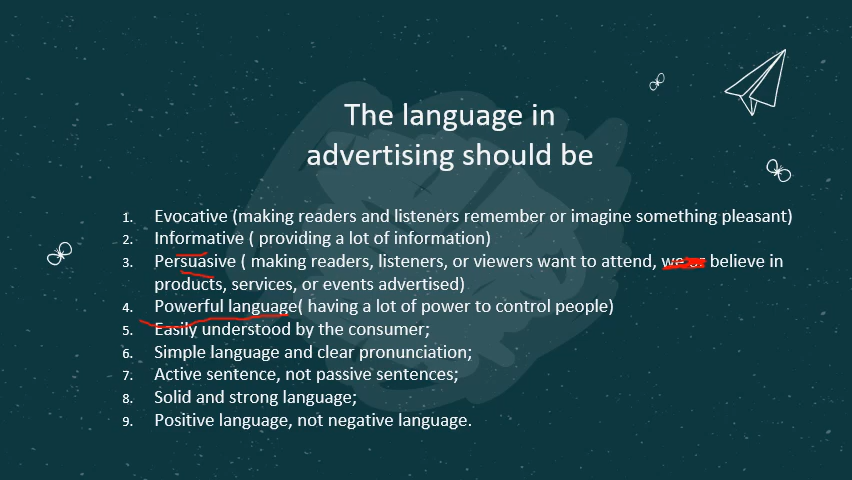 The language in
advertising should be
1. Evocative (making readers and listeners remember or imagine something pleasant)
2. Informative ( providing a lot of information)
3. Persuasive ( making readers, listeners, or viewers want to attend, we or believe in
products, services, or events advertised)
4. Powerful language( having a lot of power to control people)
5. Easily understood by the consumer;
6. Simple language and clear pronunciation;
7. Active sentence, not passive sentences;
8. Solid and strong language;
9. Positive language, not negative language.